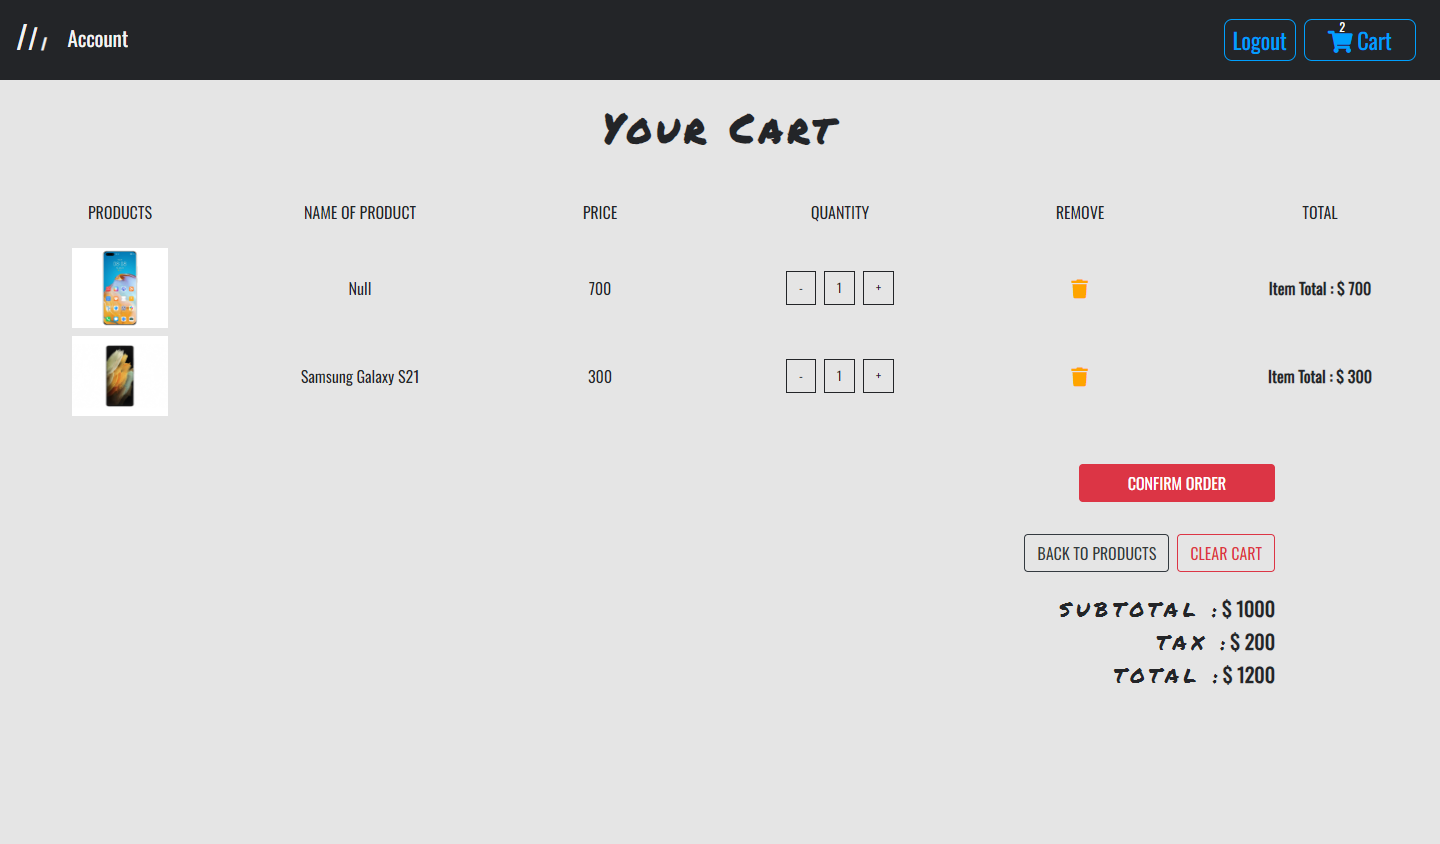 Account
Logout
2
Cart
Your Cart
PRODUCTS NAME OF PRODUCT PRICE QUANTITY REMOVE TOTAL
Null 700 - 1 + Item Total : $ 700
Samsung Galaxy S21 300 - 1 + Item Total : $ 300
CONFIRM ORDER
BACK TO PRODUCTS CLEAR CART
SUBTOTAL : $ 1000
TAX : $ 200
TOTAL : $ 1200